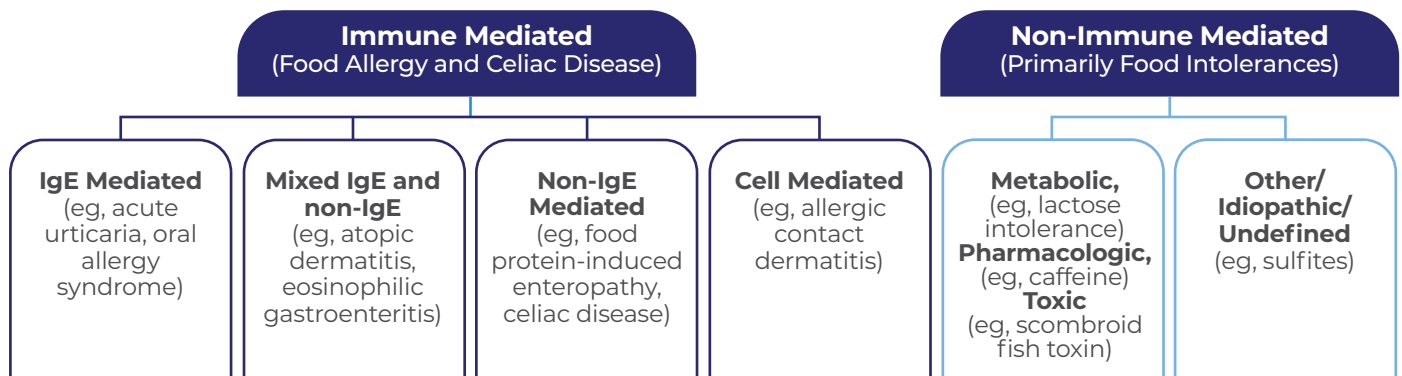 Immune Mediated
(Food Allergy and Celiac Disease)
Non-Immune Mediated
(Primarily Food Intolerances)
IgE Mediated
(eg, acute
urticaria, oral
allergy
syndrome)
Mixed IgE and
non-IgE
(eg, atopic
dermatitis,
eosinophilic
gastroenteritis)
Non-IgE
Mediated
(eg, food
protein-induced
enteropathy,
celiac disease)
Cell Mediated
(eg, allergic
contact
dermatitis)
Metabolic,
(eg, lactose
intolerance)
Pharmacologic,
(eg, caffeine)
Toxic
(eg, scombroid
fish toxin)
Other/
Idiopathic/
Undefined
(eg, sulfites)